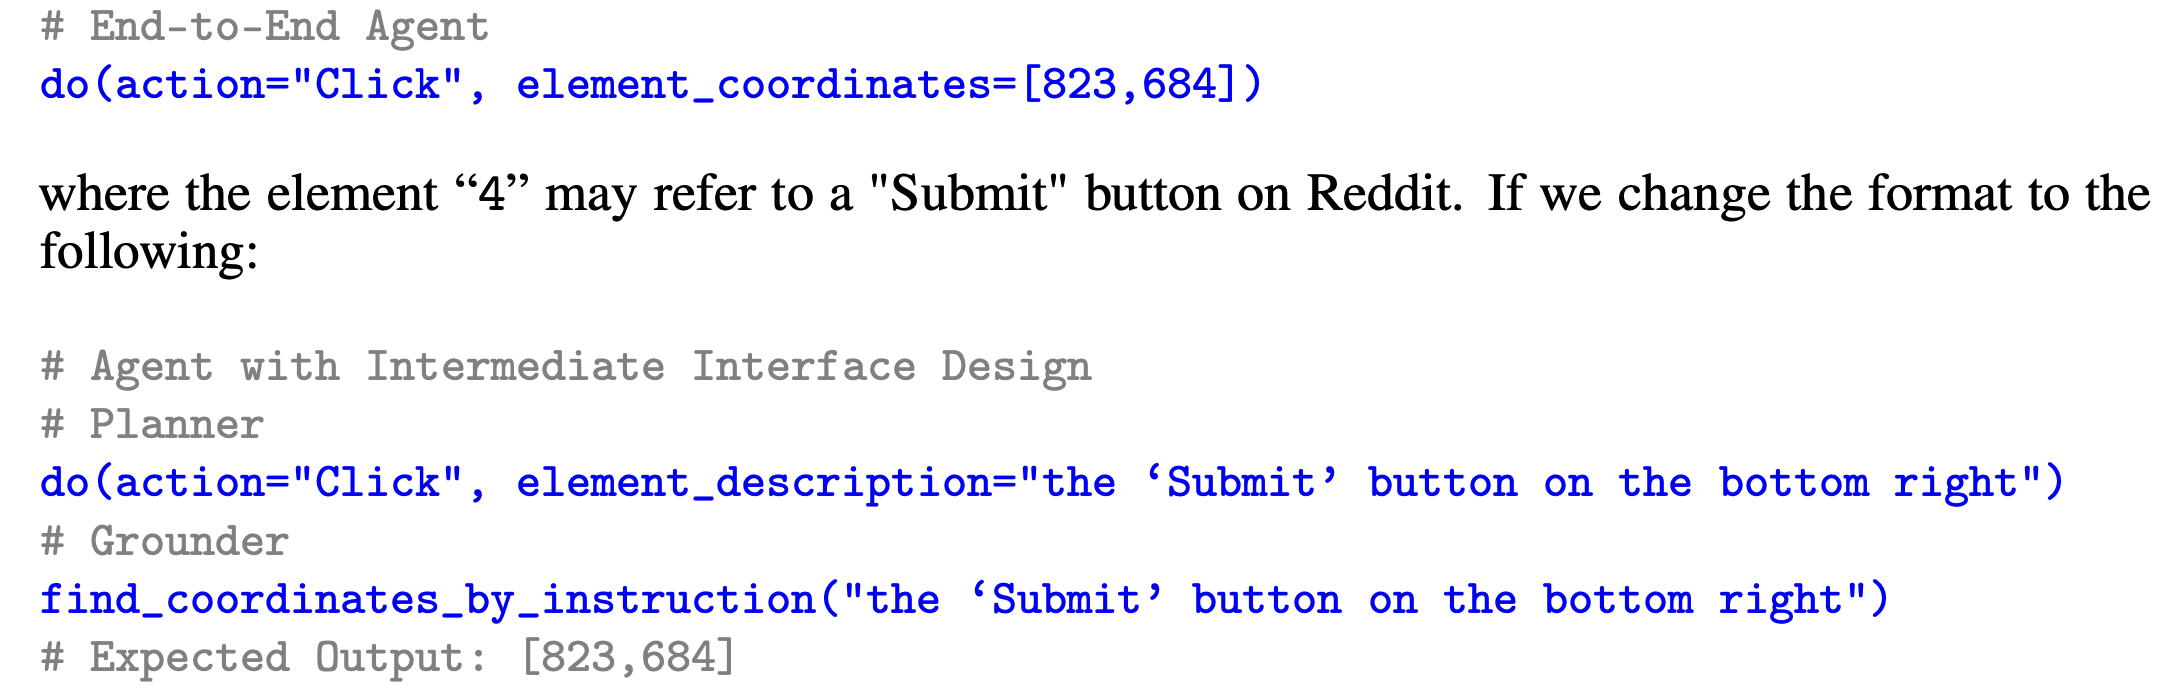 # End-to-End Agent
do(action="Click", element_coordinates=[823,684])
where the element “4” may refer to a "Submit" button on Reddit. If we change the format to the
following:
# Agent with Intermediate Interface Design
# Planner
do(action="Click", element_description="the ‘Submit’ button on the bottom right")
# Grounder
find_coordinates_by_instruction("the ‘Submit’ button on the bottom right")
# Expected Output: [823,684]